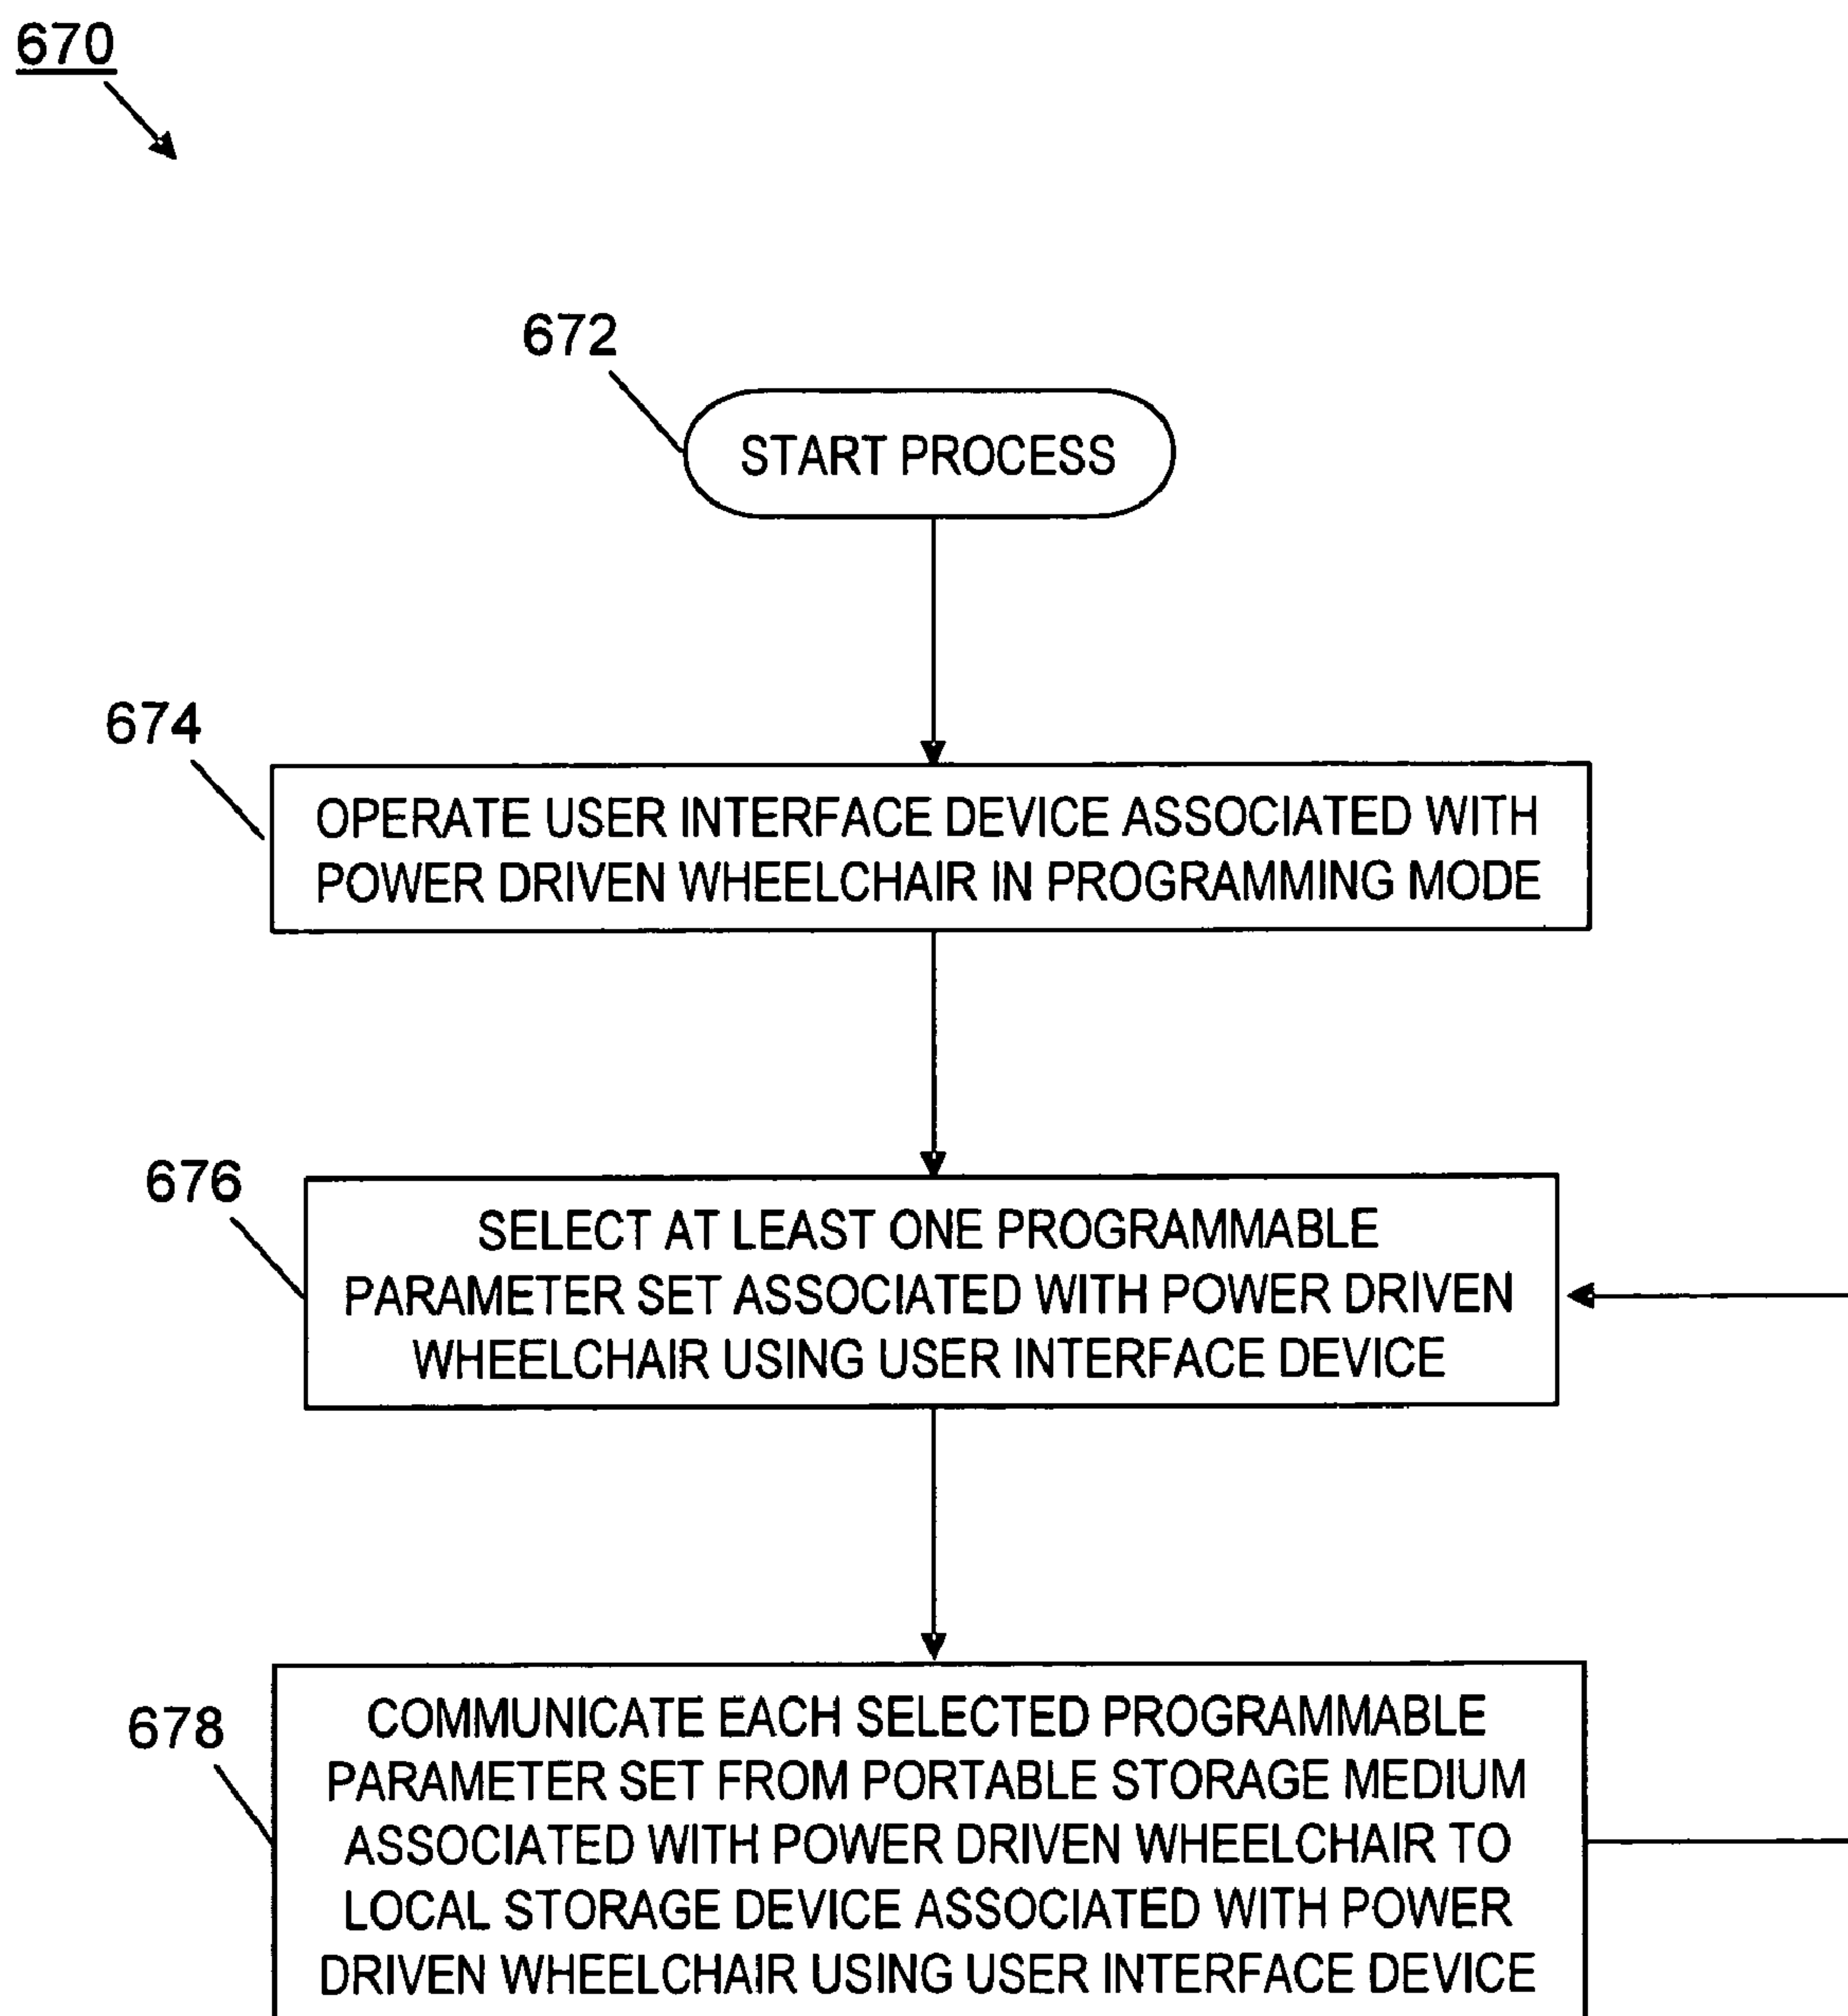 670
672
START PROCESS
674
OPERATE USER INTERFACE DEVICE ASSOCIATED WITH
POWER DRIVEN WHEELCHAIR IN PROGRAMMING MODE
676
SELECT AT LEAST ONE PROGRAMMABLE
PARAMETER SET ASSOCIATED WITH POWER DRIVEN
WHEELCHAIR USING USER INTERFACE DEVICE
678
COMMUNICATE EACH SELECTED PROGRAMMABLE
PARAMETER SET FROM PORTABLE STORAGE MEDIUM
ASSOCIATED WITH POWER DRIVEN WHEELCHAIR TO
LOCAL STORAGE DEVICE ASSOCIATED WITH POWER
DRIVEN WHEELCHAIR USING USER INTERFACE DEVICE